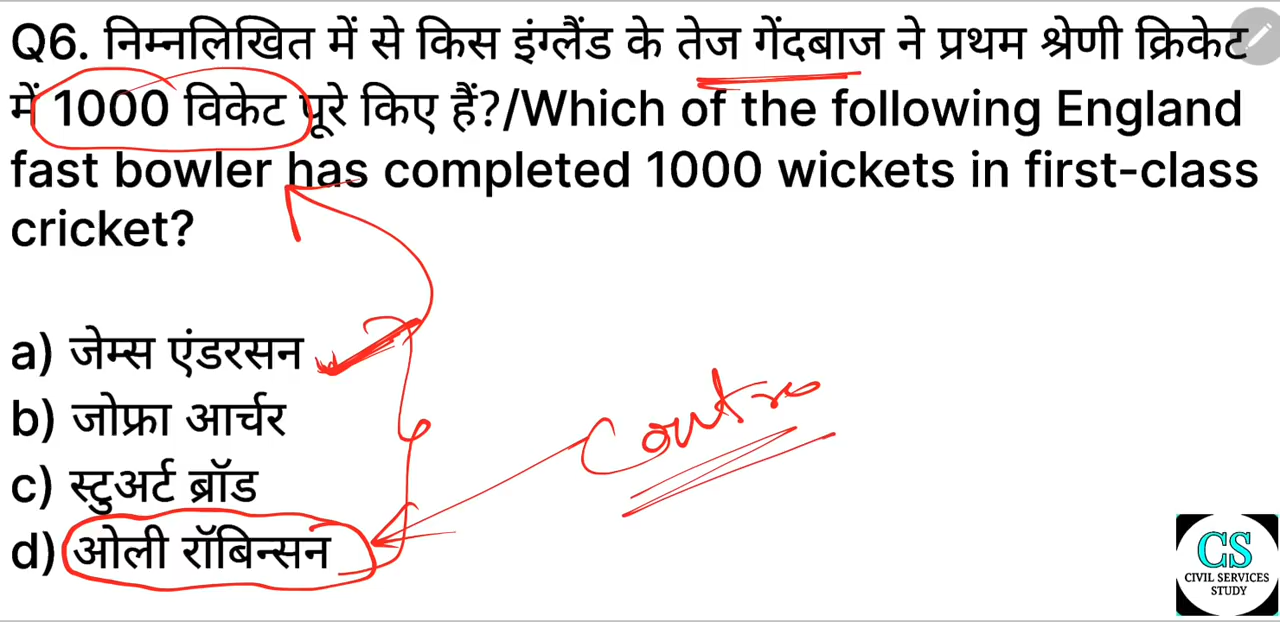 Q6. निम्नलिखित में से किस इंग्लैंड के तेज गेंदबाज ने प्रथम श्रेणी क्रिकेट
में 1000 विकेट पूरे किए हैं?/Which of the following England
fast bowler has completed 1000 wickets in first-class
cricket?
a) जेम्स एंडरसन
b) जोफ्रा आर्चर
c) स्टुअर्ट ब्रॉड
d) ओली रॉबिन्सन
Contro
CS
CIVIL SERVICES
STUDY